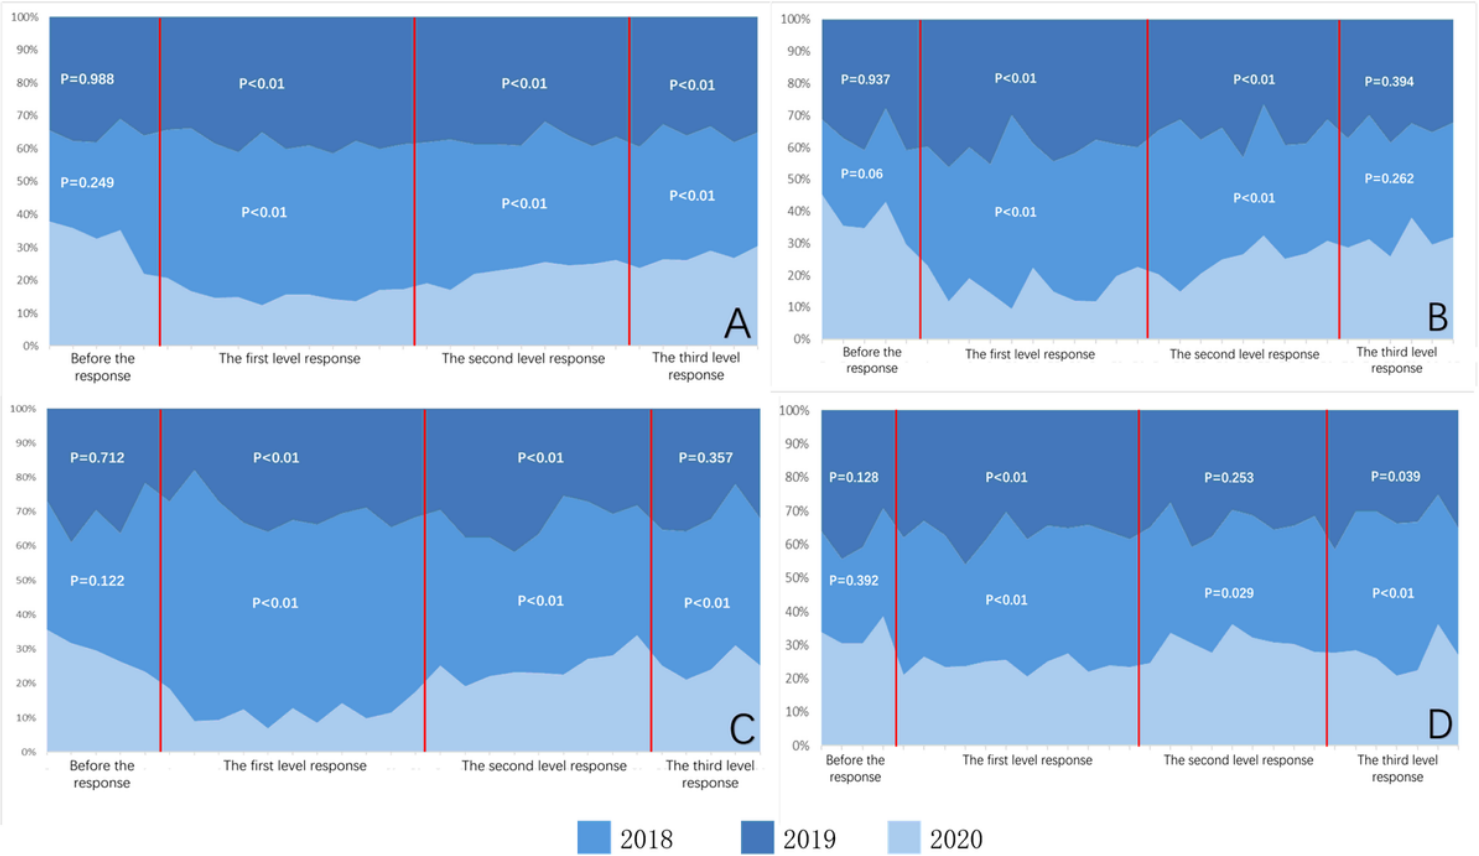 100%
90%
80%
70%
60%
50%
40%
30%
20%
10%
0%
P=0.988
P<0.01
P<0.01
P<0.01
P=0.249
P<0.01
P<0.01
P<0.01
A
Before the
response
The first level response
The second level response
The third level
response
100%
90%
80%
70%
60%
50%
40%
30%
20%
10%
0%
P=0.937
P<0.01
P<0.01
P=0.394
P=0.06
P<0.01
P<0.01
P=0.262
B
Before the
response
The first level response
The second level response
The third level
response
100%
90%
80%
70%
60%
50%
40%
30%
20%
10%
0%
P=0.712
P<0.01
P<0.01
P=0.357
P=0.122
P<0.01
P<0.01
P<0.01
C
Before the
response
The first level response
The second level response
The third level
response
100%
90%
80%
70%
60%
50%
40%
30%
20%
10%
0%
P=0.128
P<0.01
P=0.253
P=0.039
P=0.392
P<0.01
P=0.029
P<0.01
D
Before the
response
The first level response
The second level response
The third level
response
2018
2019
2020